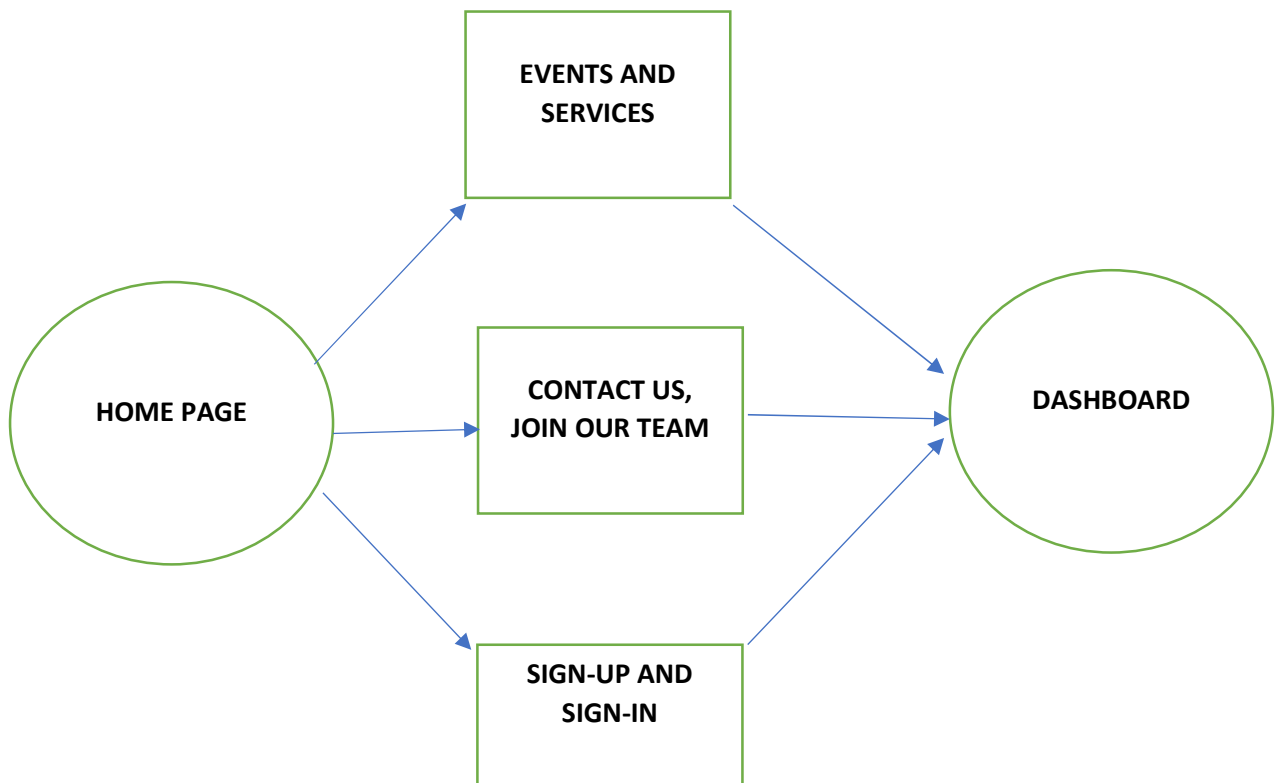 EVENTS AND
SERVICES
HOME PAGE
CONTACT US,
JOIN OUR TEAM
DASHBOARD
SIGN-UP AND
SIGN-IN